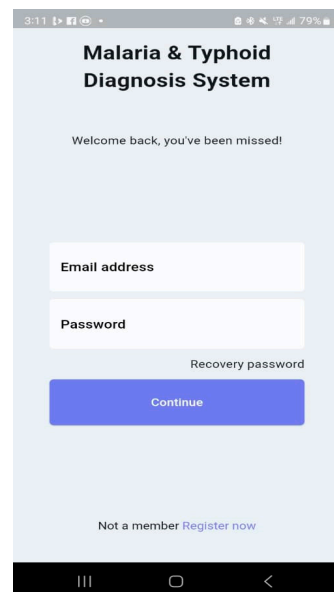 3:11
79%
Malaria & Typhoid
Diagnosis System
Welcome back, you've been missed!
Email address
Password
Recovery password
Continue
Not a member Register now